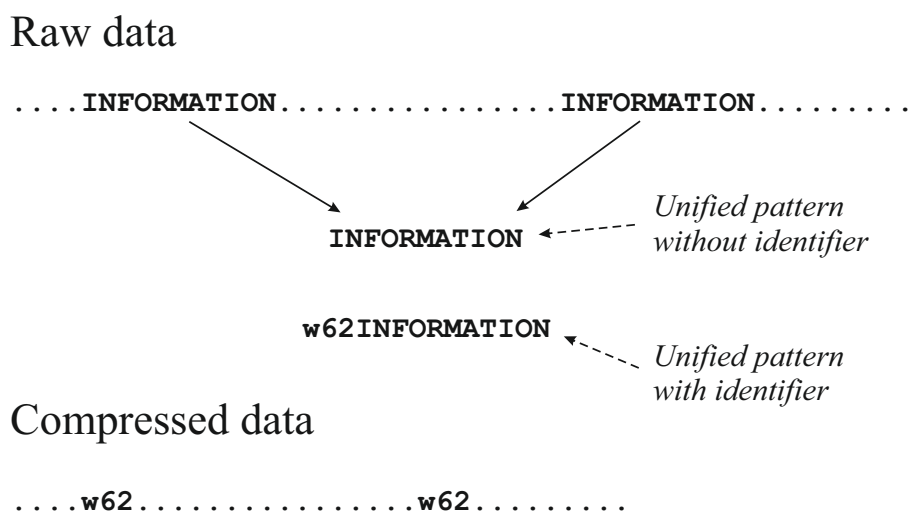 Raw data
....INFORMATION................INFORMATION.........
Unified pattern
without identifier
INFORMATION
w62INFORMATION
Unified pattern
with identifier
Compressed data
....w62................w62.........